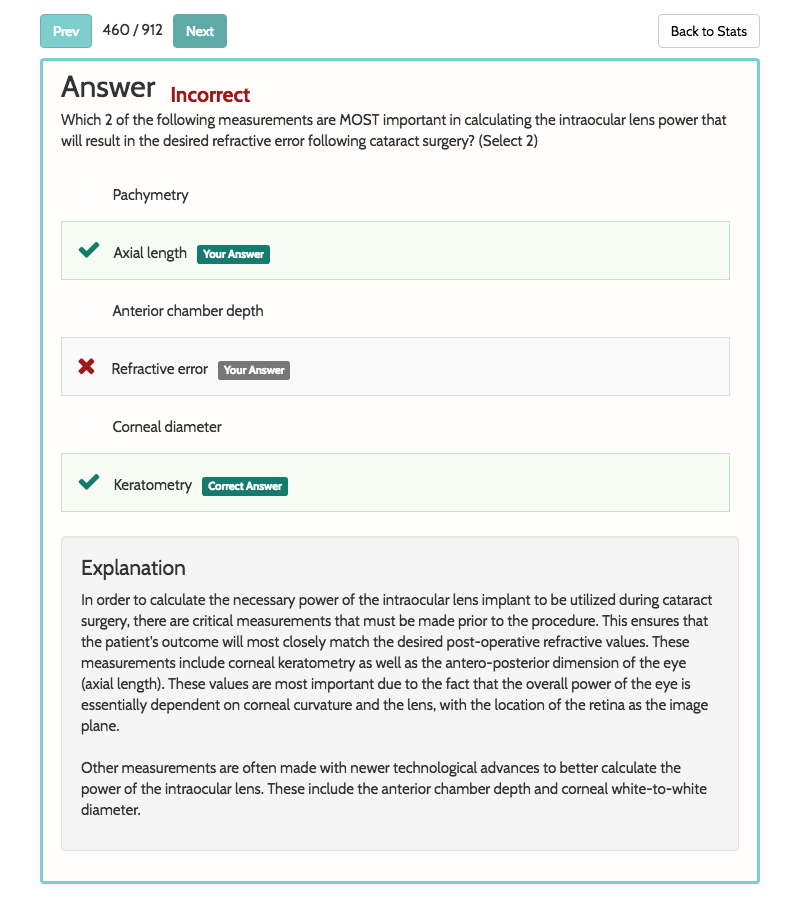 Prev 460 / 912 Next Back to Stats
Answer Incorrect
Which 2 of the following measurements are MOST important in calculating the intraocular lens power that
will result in the desired refractive error following cataract surgery? (Select 2)
Pachymetry
Axial length Your Answer
Anterior chamber depth
Refractive error Your Answer
Corneal diameter
Keratometry Correct Answer
Explanation
In order to calculate the necessary power of the intraocular lens implant to be utilized during cataract
surgery, there are critical measurements that must be made prior to the procedure. This ensures that
the patient's outcome will most closely match the desired post-operative refractive values. These
measurements include corneal keratometry as well as the antero-posterior dimension of the eye
(axial length). These values are most important due to the fact that the overall power of the eye is
essentially dependent on corneal curvature and the lens, with the location of the retina as the image
plane.
Other measurements are often made with newer technological advances to better calculate the
power of the intraocular lens. These include the anterior chamber depth and corneal white-to-white
diameter.